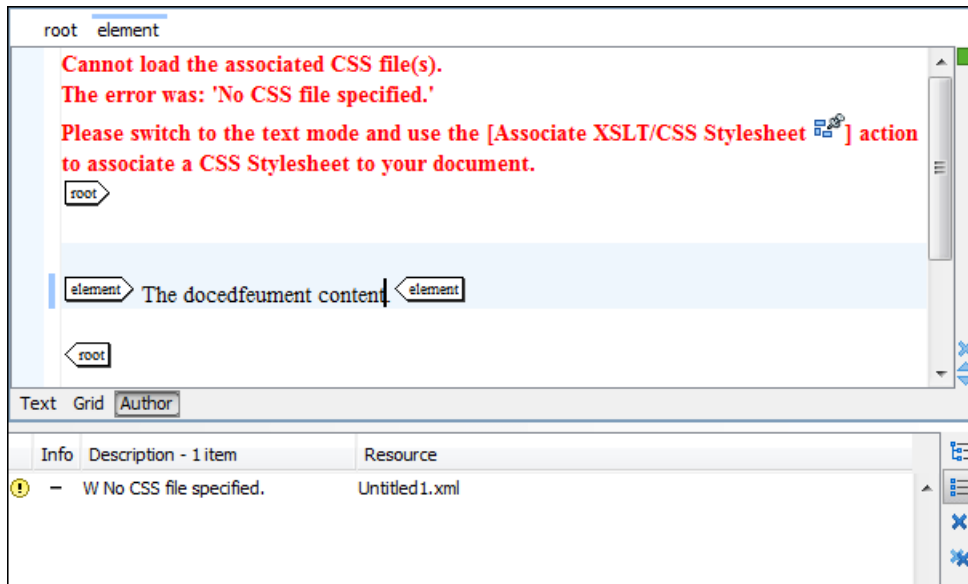 root element
Cannot load the associated CSS file(s).
The error was: 'No CSS file specified.'
Please switch to the text mode and use the [Associate XSLT/CSS Stylesheet ] action
to associate a CSS Stylesheet to your document.
root
element The docedfeument content. element
root
Text Grid Author
Info Description - 1 item Resource
W No CSS file specified. Untitled1.xml